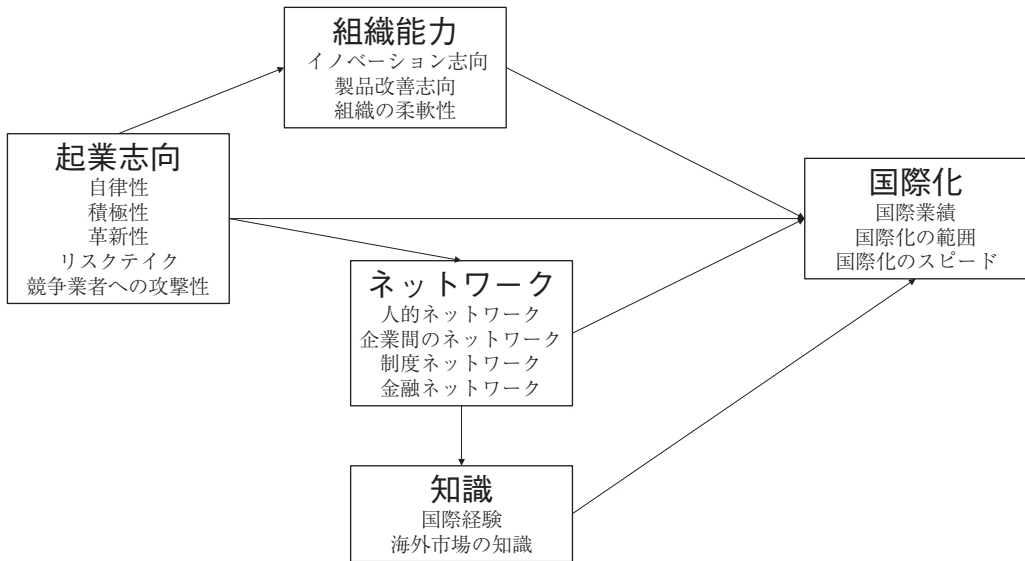 組織能力
イノベーション志向
製品改善志向
組織の柔軟性
起業志向
自律性
積極性
革新性
リスクテイク
競争業者への攻撃性
国際化
国際業績
国際化の範囲
国際化のスピード
ネットワーク
人的ネットワーク
企業間のネットワーク
制度ネットワーク
金融ネットワーク
知識
国際経験
海外市場の知識